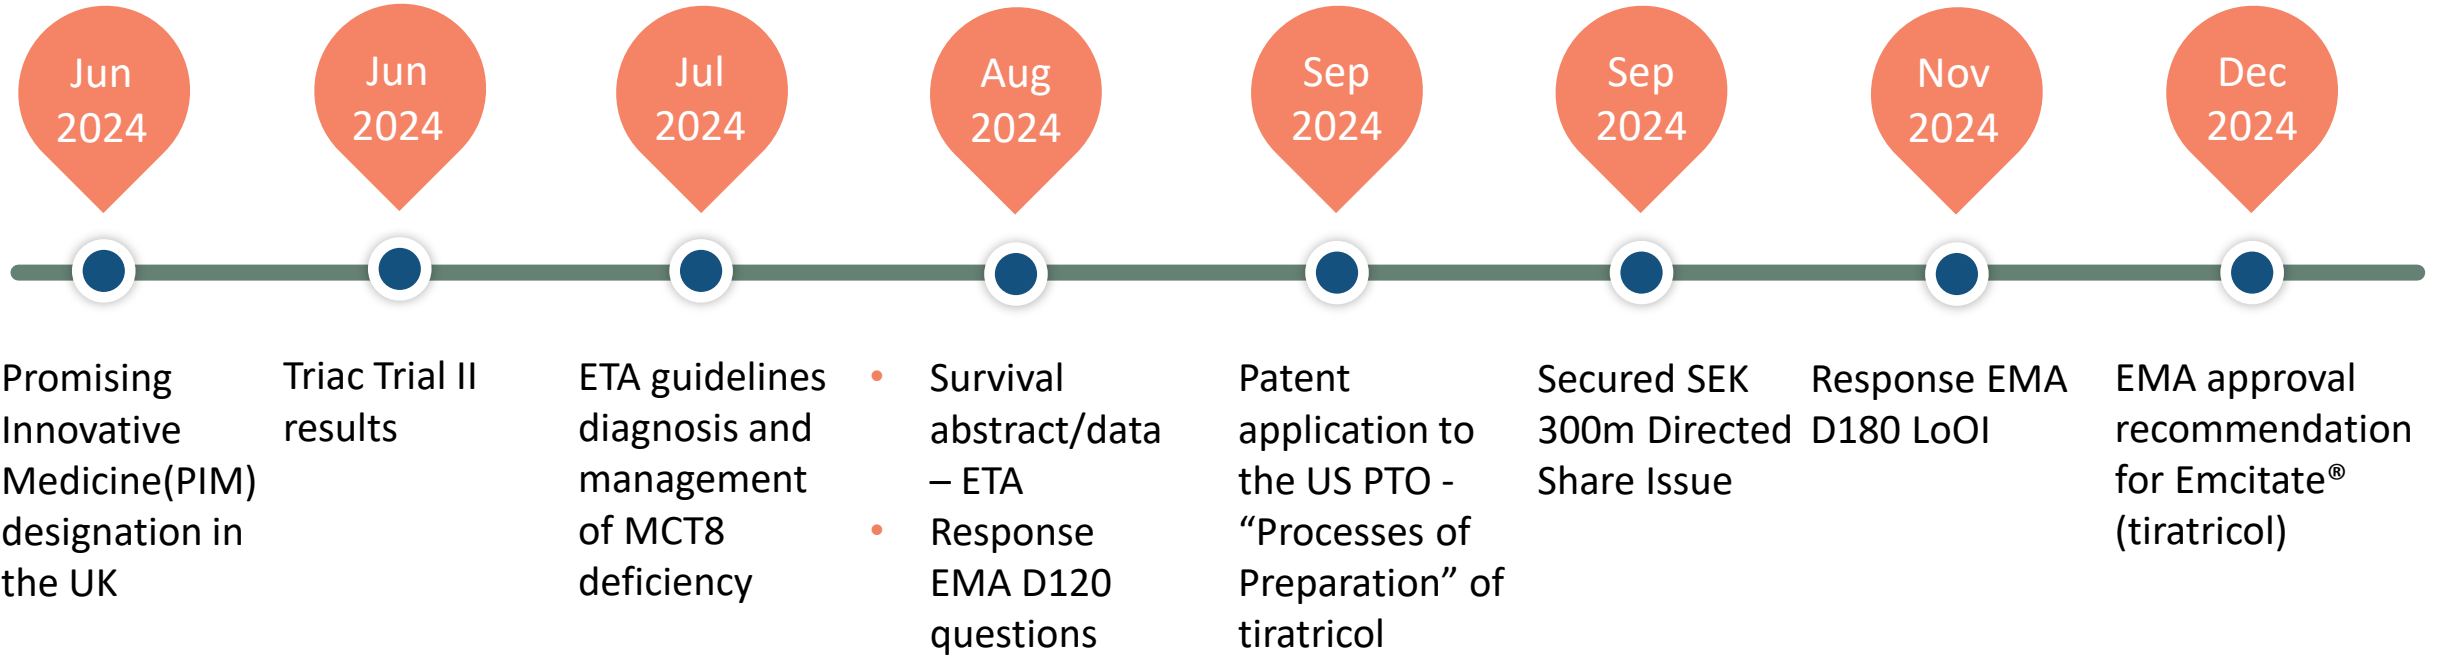 Jun
2024
Jun
2024
Jul
2024
Aug
2024
Sep
2024
Sep
2024
Nov
2024
Dec
2024
Promising
Innovative
Medicine(PIM)
designation in
the UK
Triac Trial II
results
ETA guidelines
diagnosis and
management
of MCT8
deficiency
• Survival
abstract/data
– ETA
• Response
EMA D120
questions
Patent
application to
the US PTO -
“Processes of
Preparation” of
tiratricol
Secured SEK
300m Directed
Share Issue
Response EMA
D180 LoOI
EMA approval
recommendation
for Emcitate®
(tiratricol)